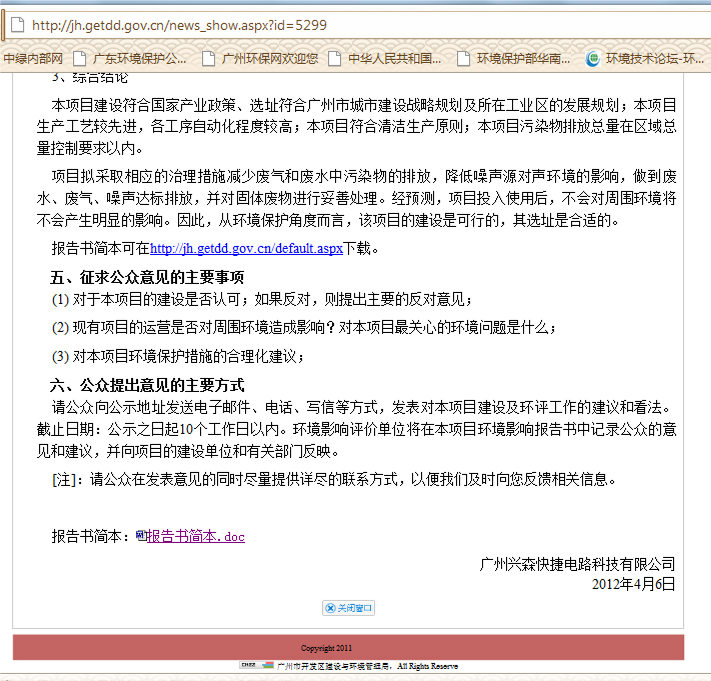 http://jh.getdd.gov.cn/news_show.aspx?id=5299
中绿内部网 广东环境保护公... 广州环保网欢迎您 中华人民共和国... 环境保护部华南... 环境技术论坛-环...
3、综合结论
本项目建设符合国家产业政策、选址符合广州市城市建设战略规划及所在工业区的发展规划；本项目
生产工艺较先进，各工序自动化程度较高；本项目符合清洁生产原则；本项目污染物排放总量在区域总
量控制要求以内。
项目拟采取相应的治理措施减少废气和废水中污染物的排放，降低噪声源对声环境的影响，做到废
水、废气、噪声达标排放，并对固体废物进行妥善处理。经预测，项目投入使用后，不会对周围环境将
不会产生明显的影响。因此，从环境保护角度而言，该项目的建设是可行的，其选址是合适的。
报告书简本可在http://jh.getdd.gov.cn/default.aspx下载。
五、征求公众意见的主要事项
(1) 对于本项目的建设是否认可；如果反对，则提出主要的反对意见；
(2) 现有项目的运营是否对周围环境造成影响？对本项目最关心的环境问题是什么；
(3) 对本项目环境保护措施的合理化建议；
六、公众提出意见的主要方式
请公众向公示地址发送电子邮件、电话、写信等方式，发表对本项目建设及环评工作的建议和看法。
截止日期：公示之日起10个工作日以内。环境影响评价单位将在本项目环境影响报告书中记录公众的意
见和建议，并向项目的建设单位和有关部门反映。
[注]：请公众在发表意见的同时尽量提供详尽的联系方式，以便我们及时向您反馈相关信息。
报告书简本：报告书简本.doc
广州兴森快捷电路科技有限公司
2012年4月6日
关闭窗口
Copyright 2011
广州市开发区建设与环境管理局．All Rights Reserve